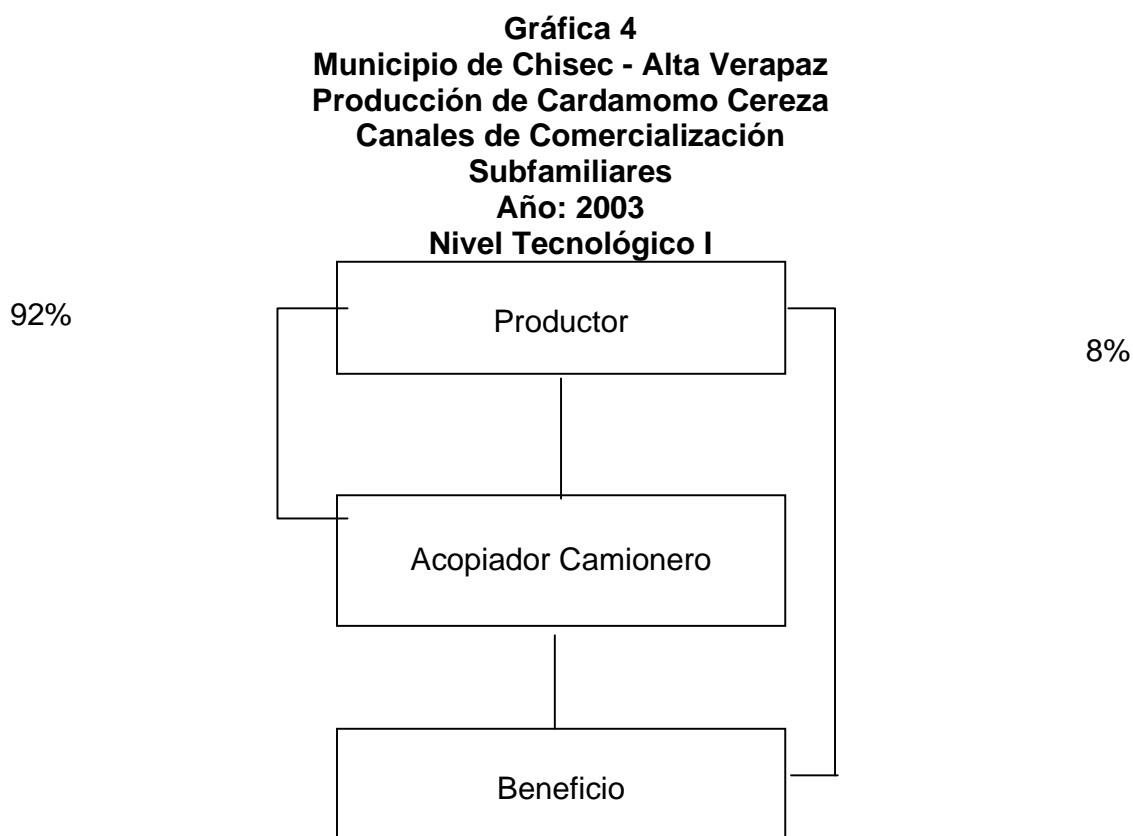 Gráfica 4
Municipio de Chisec - Alta Verapaz
Producción de Cardamomo Cereza
Canales de Comercialización
Subfamiliares
Año: 2003
Nivel Tecnológico I
92%
Productor
8%
Acopiador Camionero
Beneficio